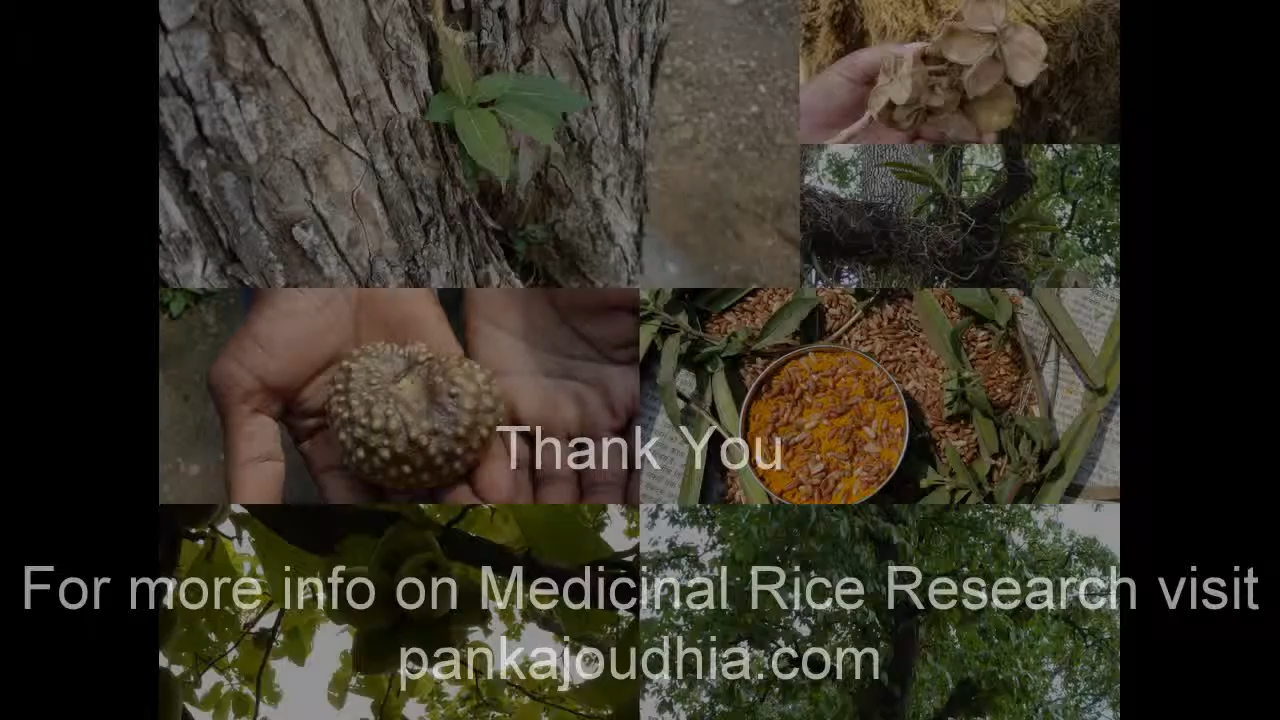 Thank You
For more info on Medicinal Rice Research visit
pankajoudhia.com